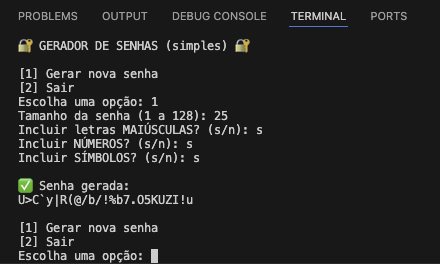 PROBLEMS OUTPUT DEBUG CONSOLE TERMINAL PORTS
🔐 GERADOR DE SENHAS (simples) 🔐
[1] Gerar nova senha
[2] Sair
Escolha uma opção: 1
Tamanho da senha (1 a 128): 25
Incluir letras MAIÚSCULAS? (s/n): s
Incluir NÚMEROS? (s/n): s
Incluir SÍMBOLOS? (s/n): s
✅ Senha gerada:
U>C`y|R(@/b/!%b7.O5KUZI!u
[1] Gerar nova senha
[2] Sair
Escolha uma opção: